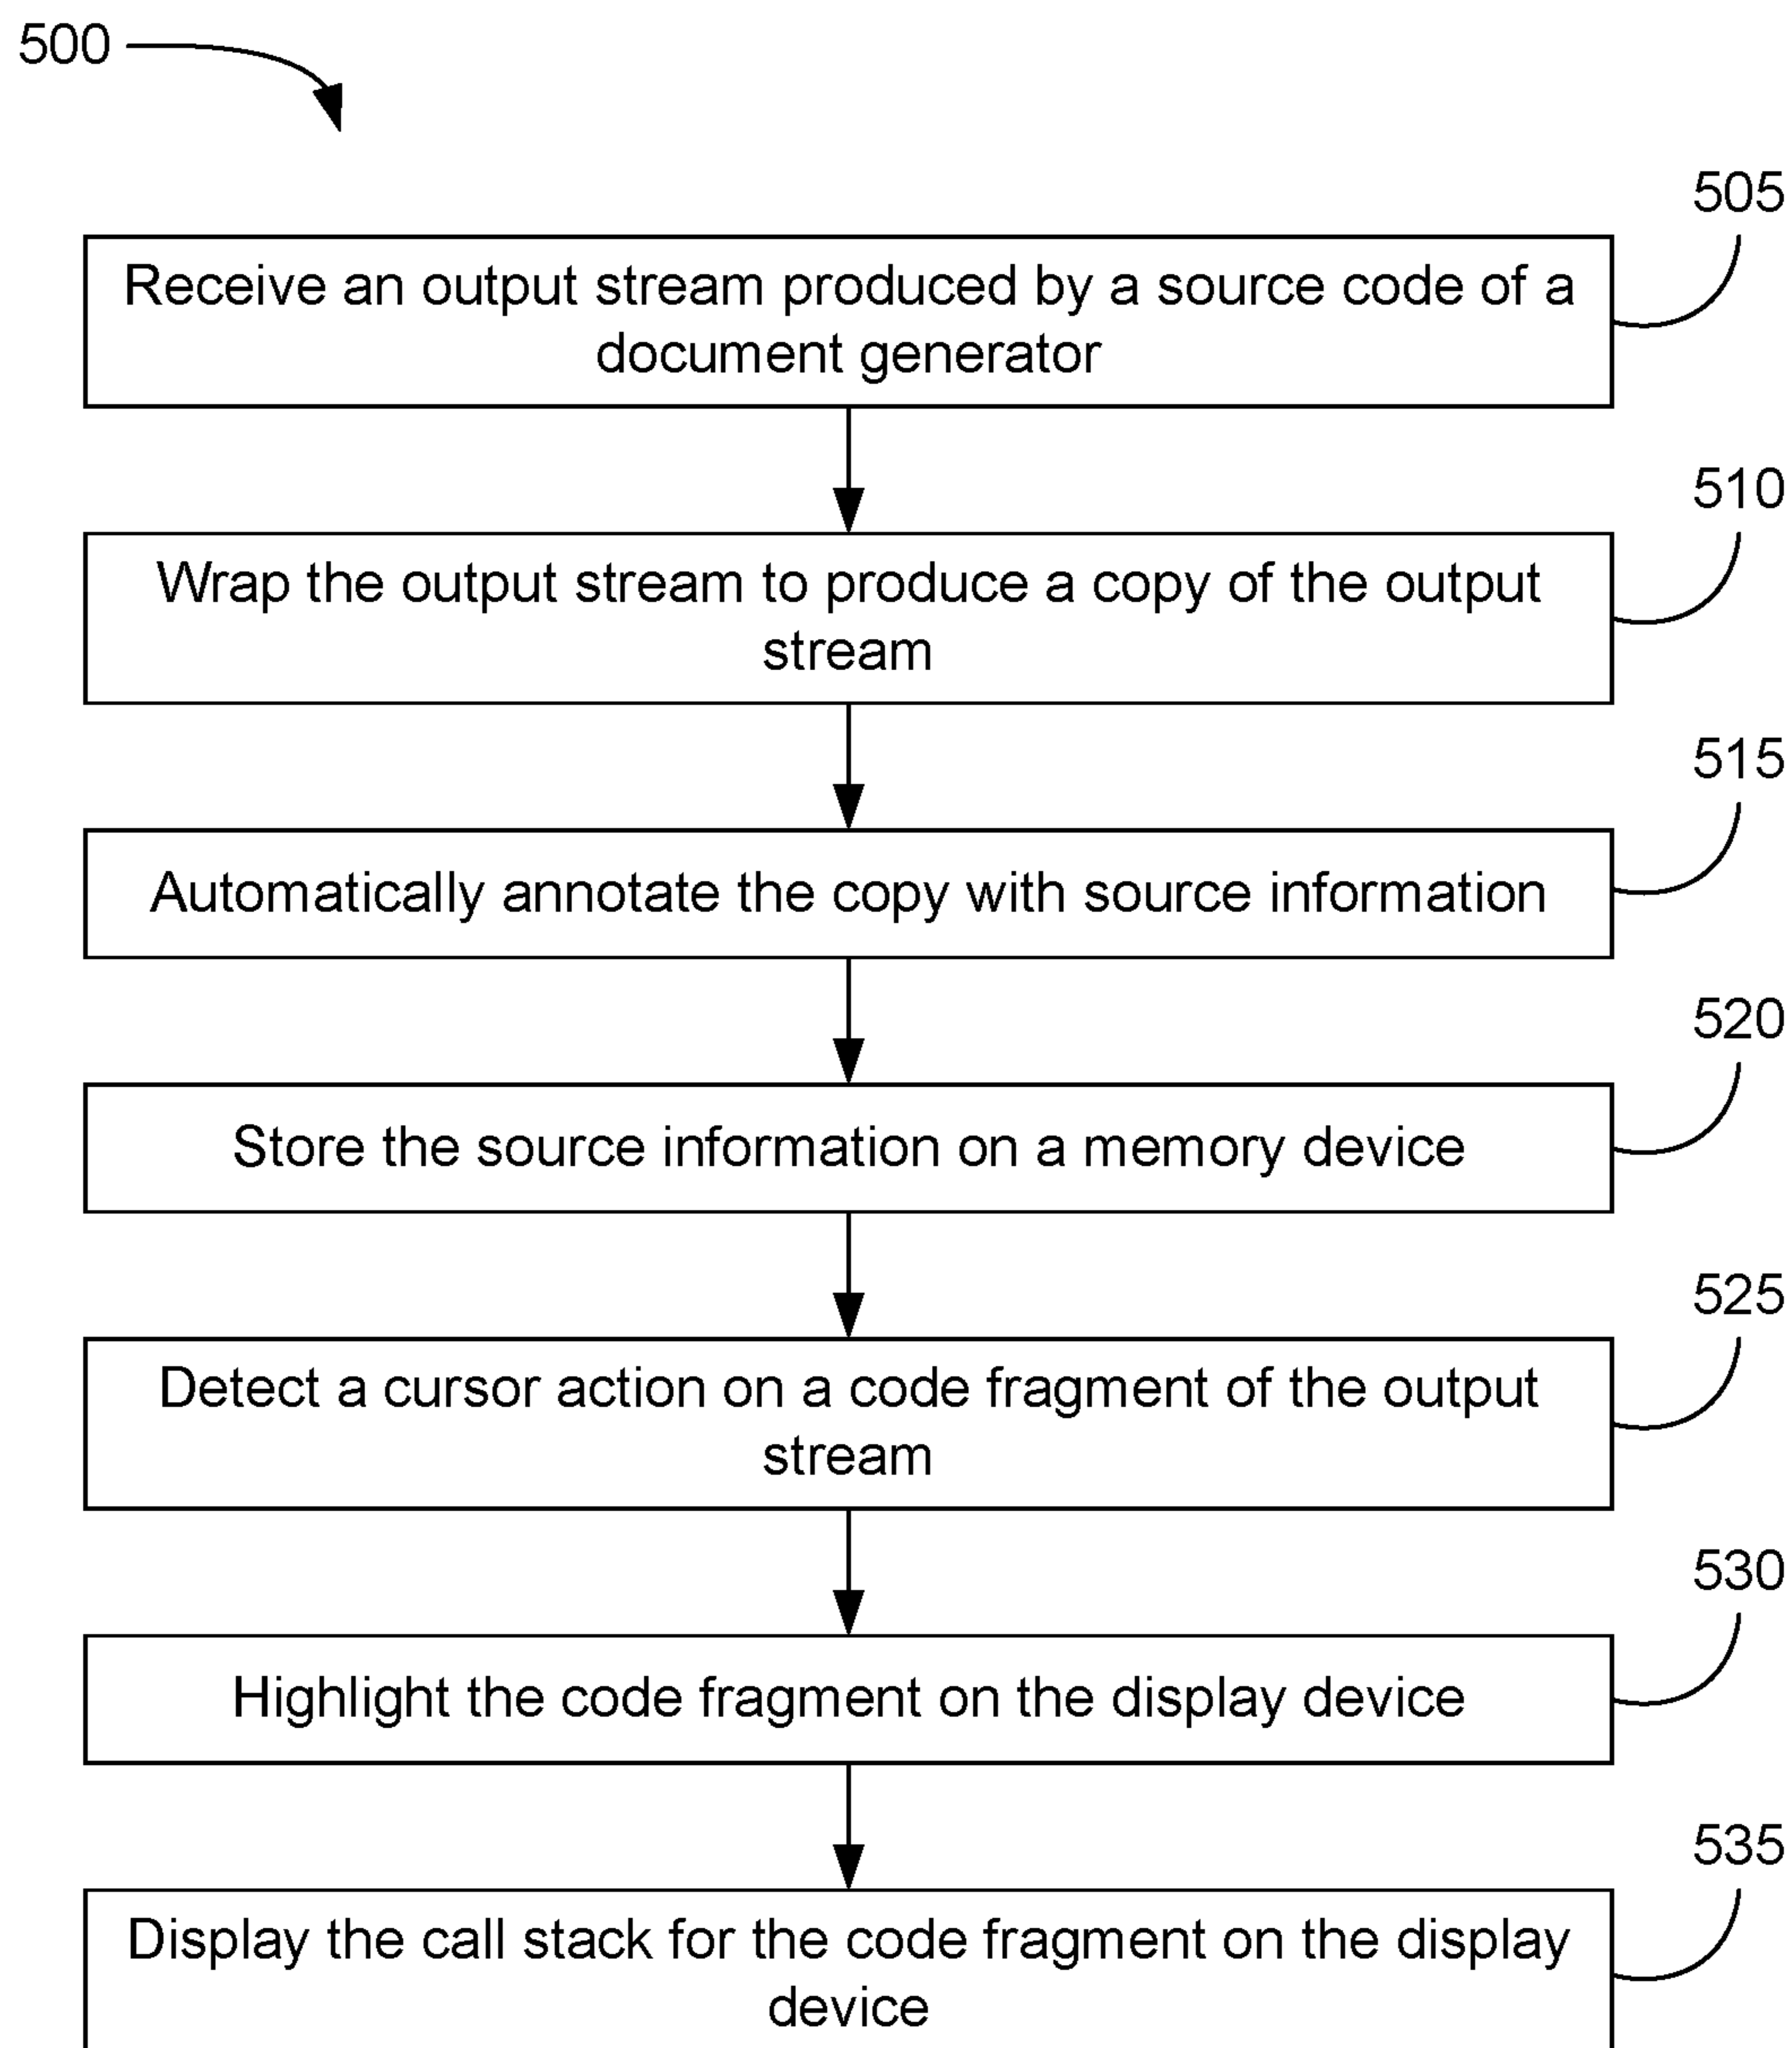 500
505
Receive an output stream produced by a source code of a
document generator
510
Wrap the output stream to produce a copy of the output
stream
515
Automatically annotate the copy with source information
520
Store the source information on a memory device
525
Detect a cursor action on a code fragment of the output
stream
530
Highlight the code fragment on the display device
535
Display the call stack for the code fragment on the display
device